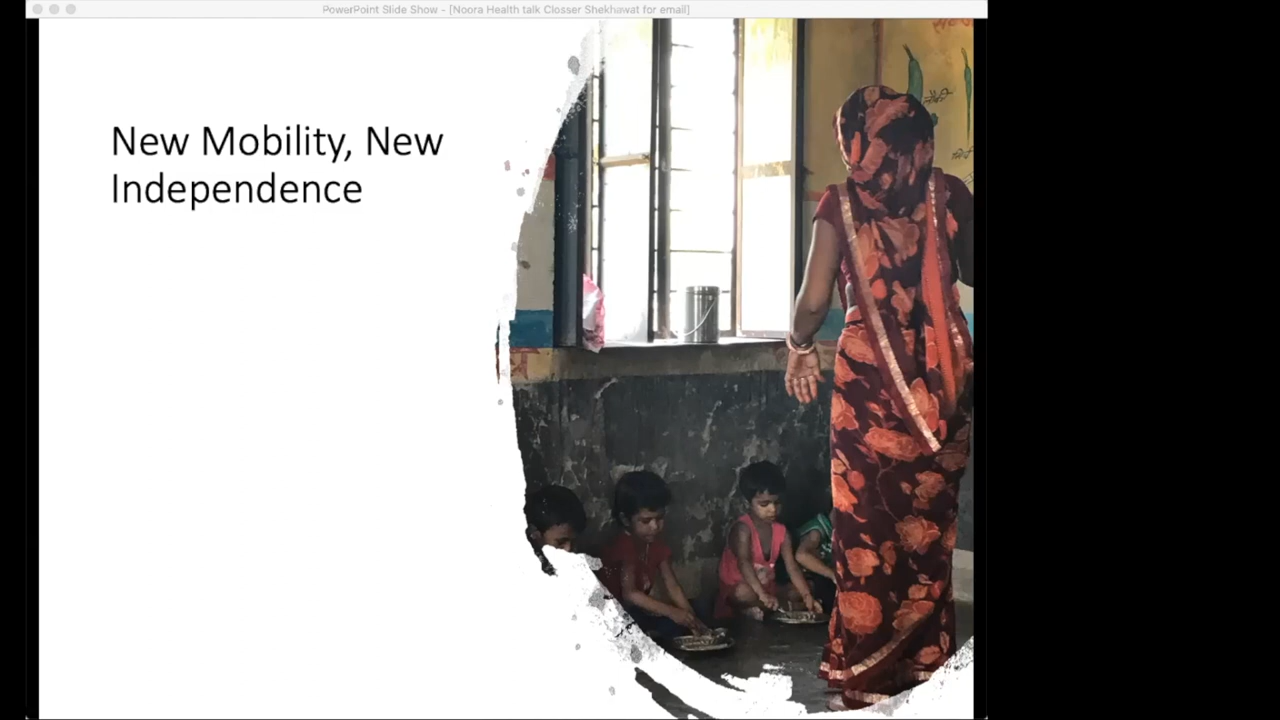 PowerPoint Slide Show - [Noora Health talk Closser Shekhawat for email]
New Mobility, New
Independence